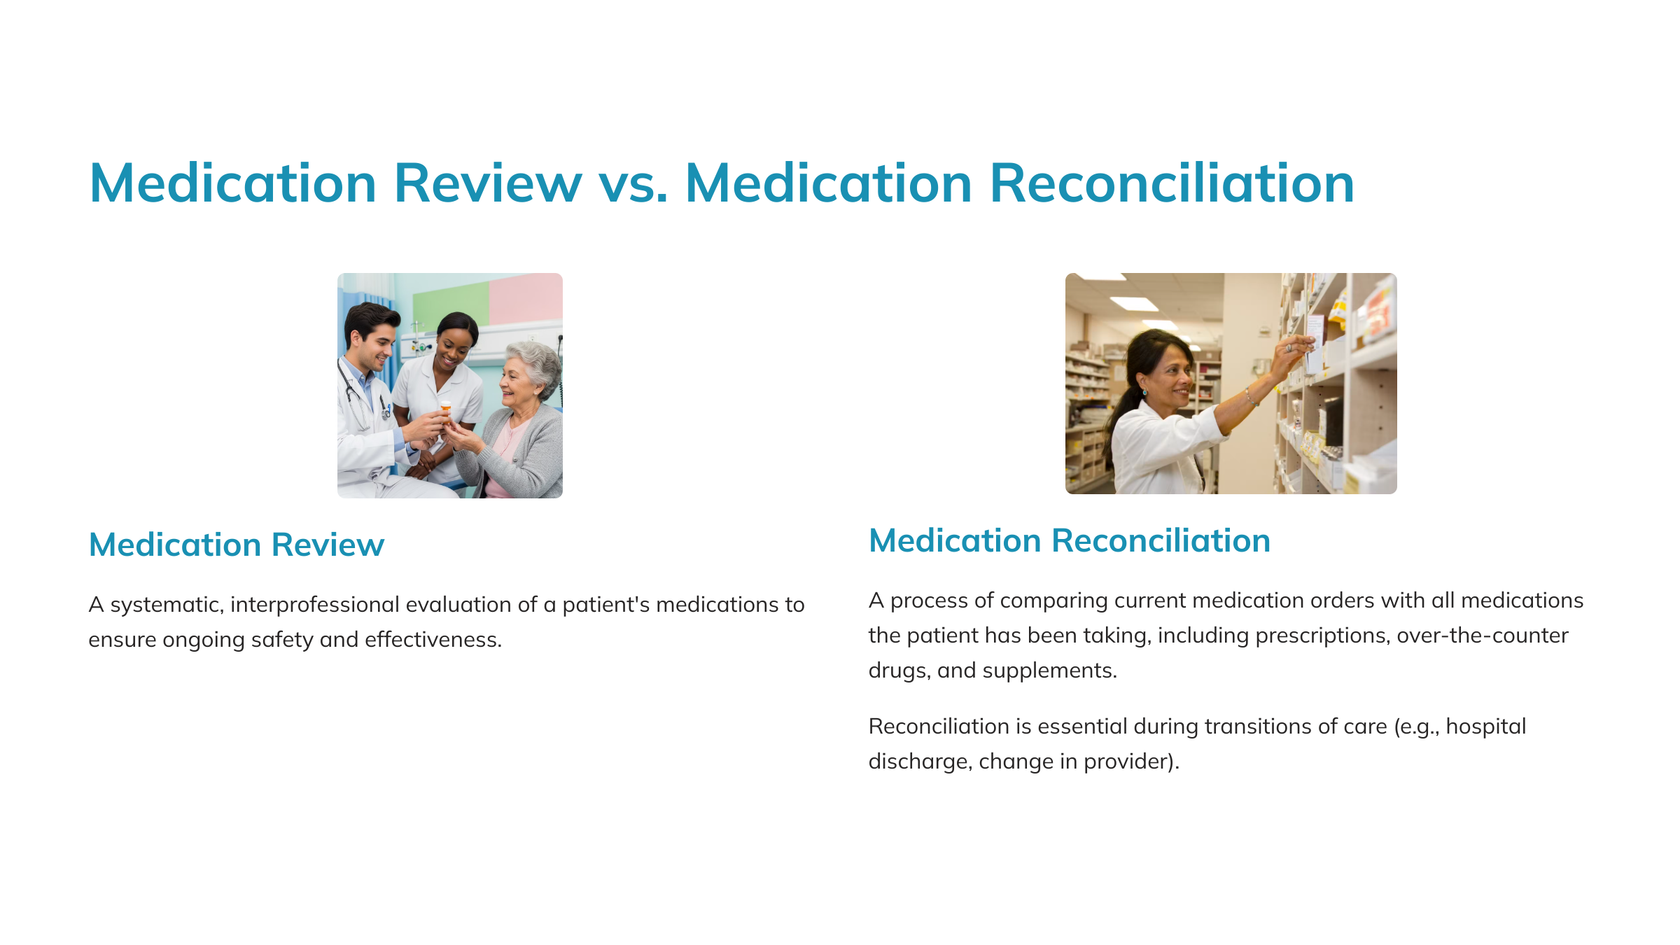 Medication Review vs. Medication Reconciliation
Medication Review
A systematic, interprofessional evaluation of a patient's medications to
ensure ongoing safety and effectiveness.
Medication Reconciliation
A process of comparing current medication orders with all medications
the patient has been taking, including prescriptions, over-the-counter
drugs, and supplements.
Reconciliation is essential during transitions of care (e.g., hospital
discharge, change in provider).